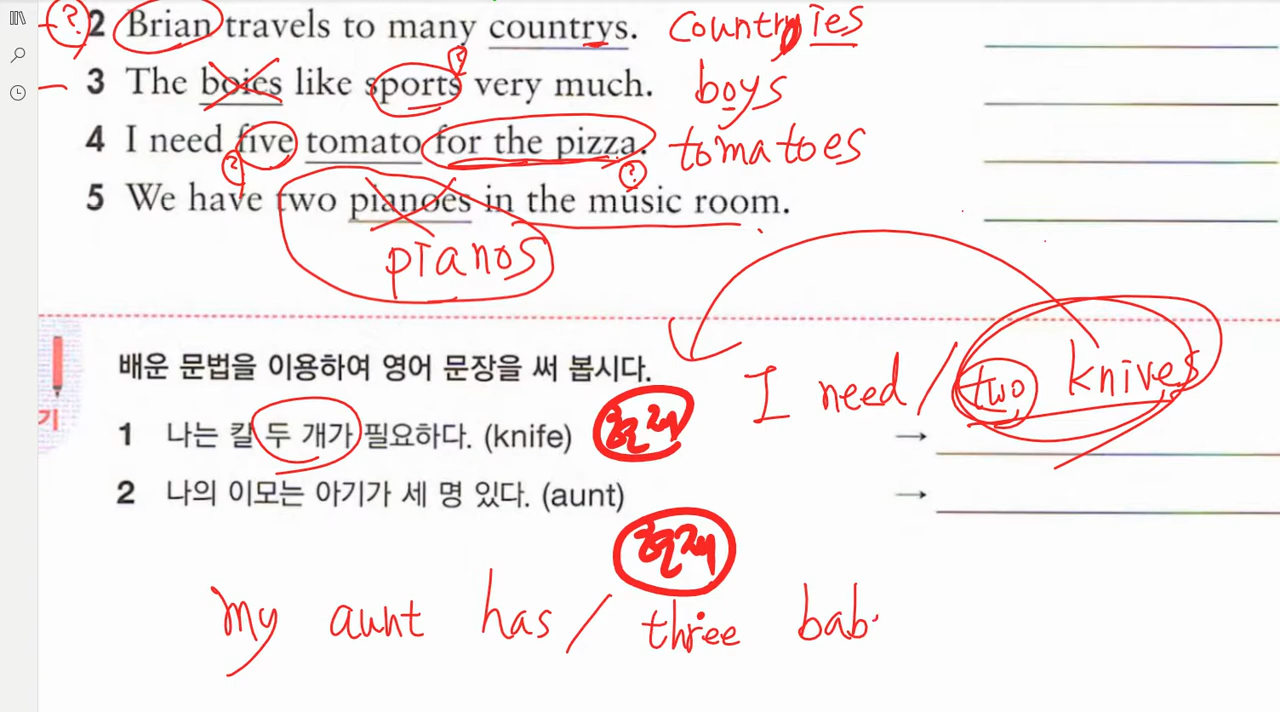 2 Brian travels to many countrys. countries
3 The boies like sports very much. boys
4 I need five tomato for the pizza. tomatoes
5 We have two pianoes in the music room.
pianos
배운 문법을 이용하여 영어 문장을 써 봅시다.
I need / two knives
기
1 나는 칼 두 개가 필요하다. (knife) 현재 →
2 나의 이모는 아기가 세 명 있다. (aunt) →
현재
my aunt has / three bab